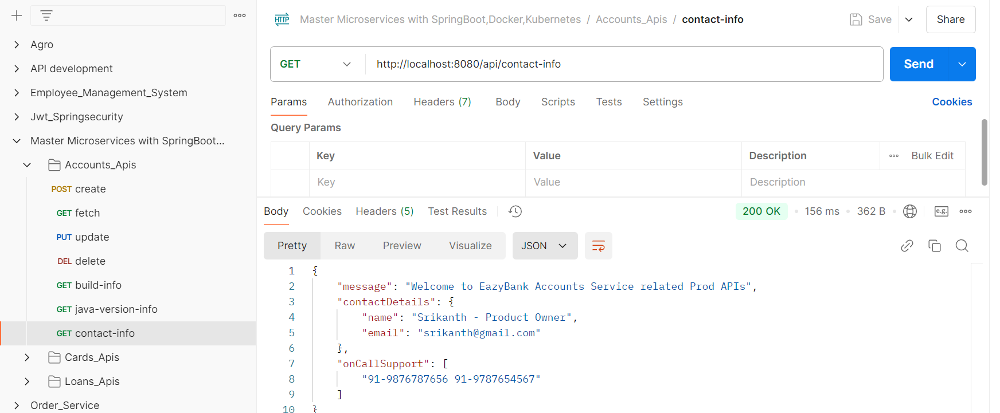 Agro
API development
Employee_Management_System
Jwt_Springsecurity
Master Microservices with SpringBoot...
Accounts_Apis
POST create
GET fetch
PUT update
DEL delete
GET build-info
GET java-version-info
GET contact-info
Cards_Apis
Loans_Apis
Order_Service
HTTP Master Microservices with SpringBoot,Docker,Kubernetes / Accounts_Apis / contact-info
Save
Share
GET http://localhost:8080/api/contact-info
Send
Params Authorization Headers (7) Body Scripts Tests Settings Cookies
Query Params
Key Value Description Bulk Edit
Key Value Description
Body Cookies Headers (5) Test Results 200 OK • 156 ms • 362 B • e.g.
Pretty Raw Preview Visualize JSON
1 {
2 "message": "Welcome to EazyBank Accounts Service related Prod APIs",
3 "contactDetails": {
4 "name": "Srikanth - Product Owner",
5 "email": "srikanth@gmail.com"
6 },
7 "onCallSupport": [
8 "91-9876787656 91-9787654567"
9 ]
10 }